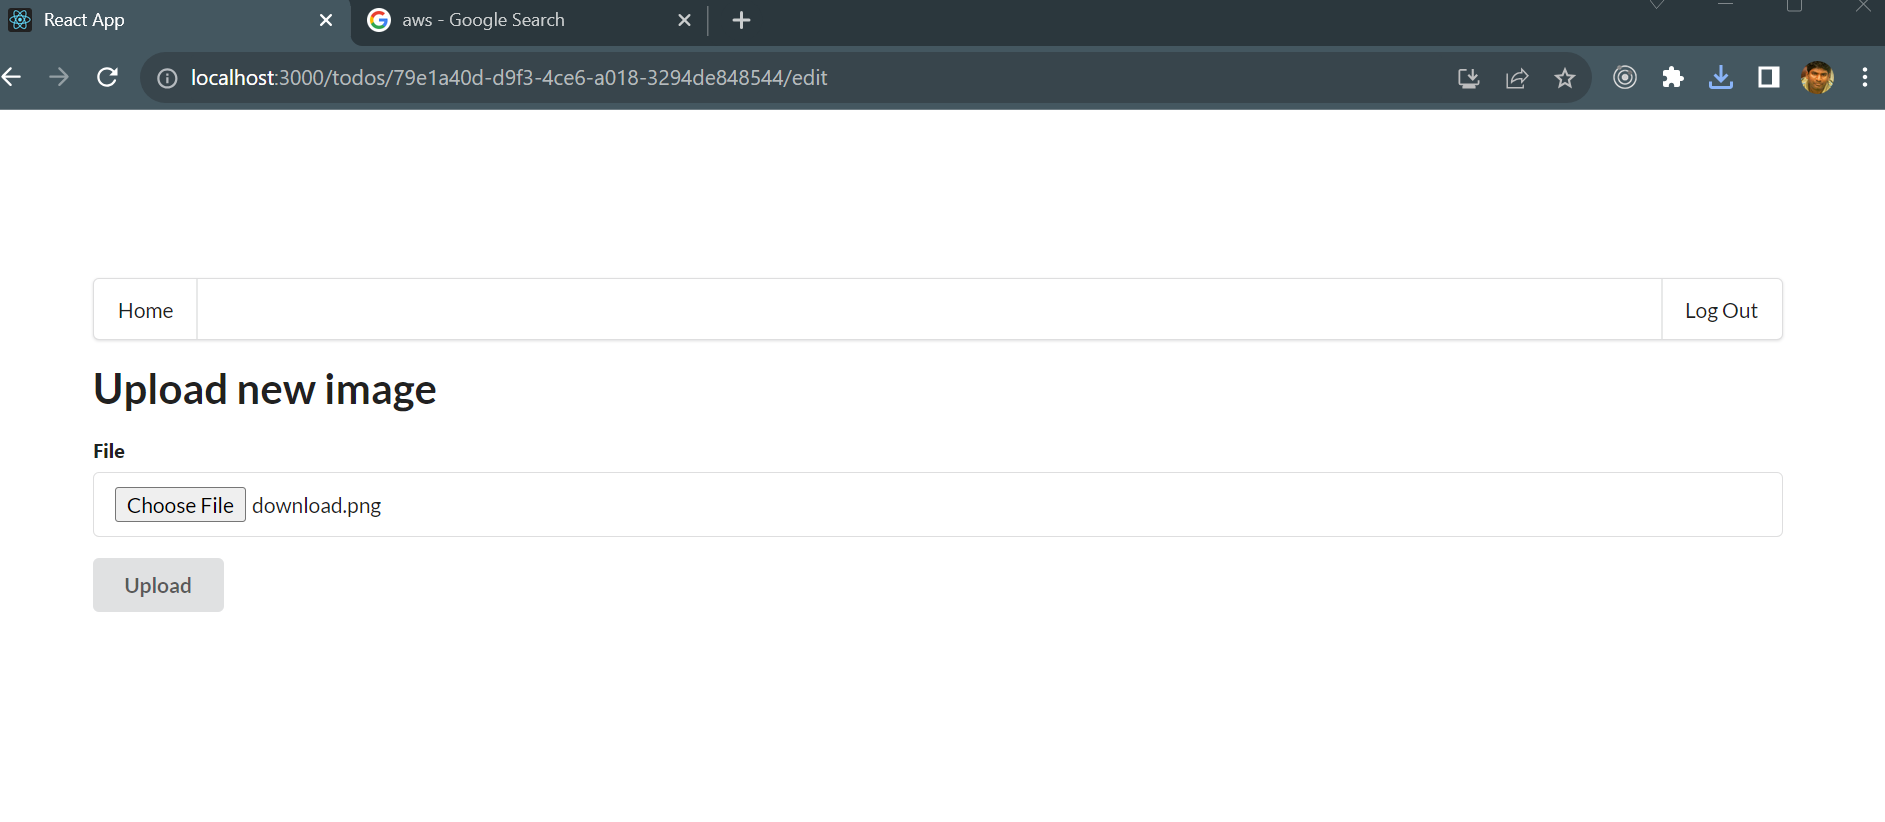 React App
aws - Google Search
localhost:3000/todos/79e1a40d-d9f3-4ce6-a018-3294de848544/edit
Home
Log Out
Upload new image
File
Choose File download.png
Upload